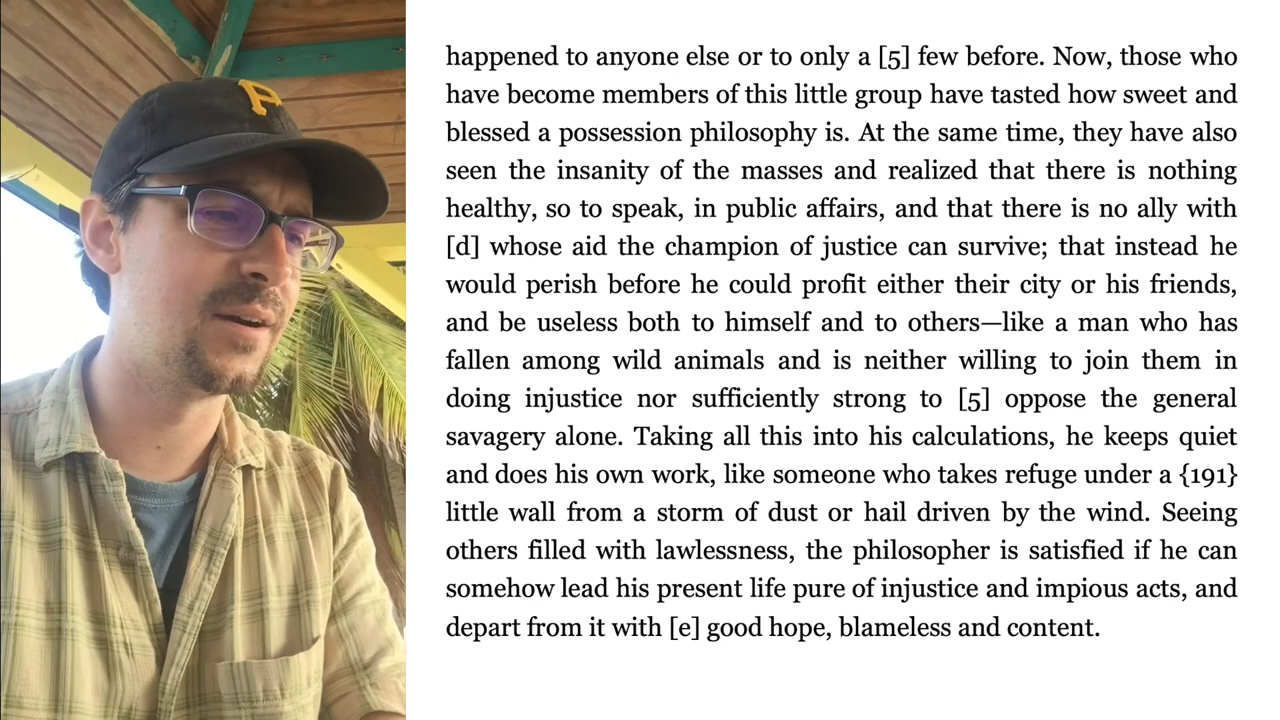 P
happened to anyone else or to only a [5] few before. Now, those who
have become members of this little group have tasted how sweet and
blessed a possession philosophy is. At the same time, they have also
seen the insanity of the masses and realized that there is nothing
healthy, so to speak, in public affairs, and that there is no ally with
[d] whose aid the champion of justice can survive; that instead he
would perish before he could profit either their city or his friends,
and be useless both to himself and to others—like a man who has
fallen among wild animals and is neither willing to join them in
doing injustice nor sufficiently strong to [5] oppose the general
savagery alone. Taking all this into his calculations, he keeps quiet
and does his own work, like someone who takes refuge under a {191}
little wall from a storm of dust or hail driven by the wind. Seeing
others filled with lawlessness, the philosopher is satisfied if he can
somehow lead his present life pure of injustice and impious acts, and
depart from it with [e] good hope, blameless and content.